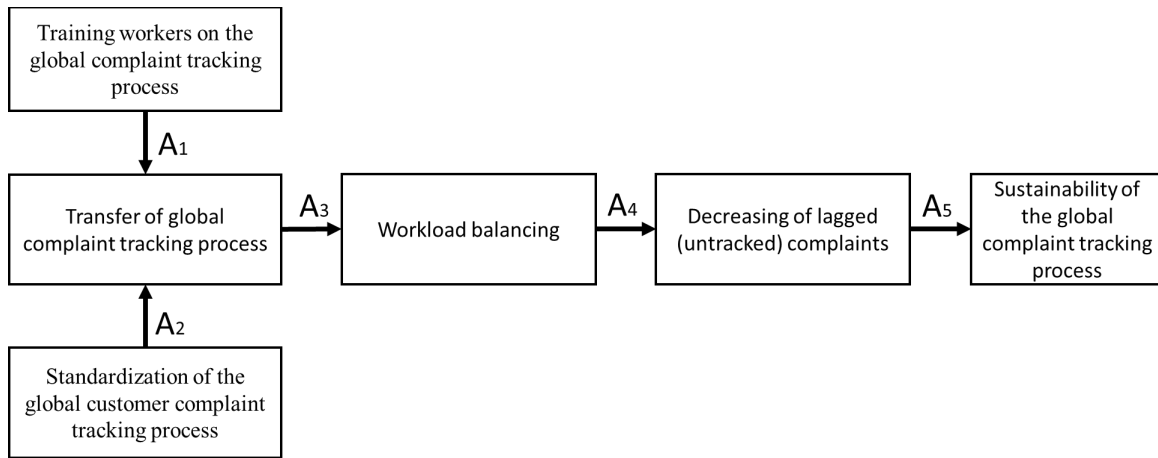 Training workers on the
global complaint tracking
process
A1
Transfer of global
complaint tracking process
A3
Workload balancing
A4
Decreasing of lagged
(untracked) complaints
A5
Sustainability of
the global
complaint tracking
process
A2
Standardization of the
global customer complaint
tracking process